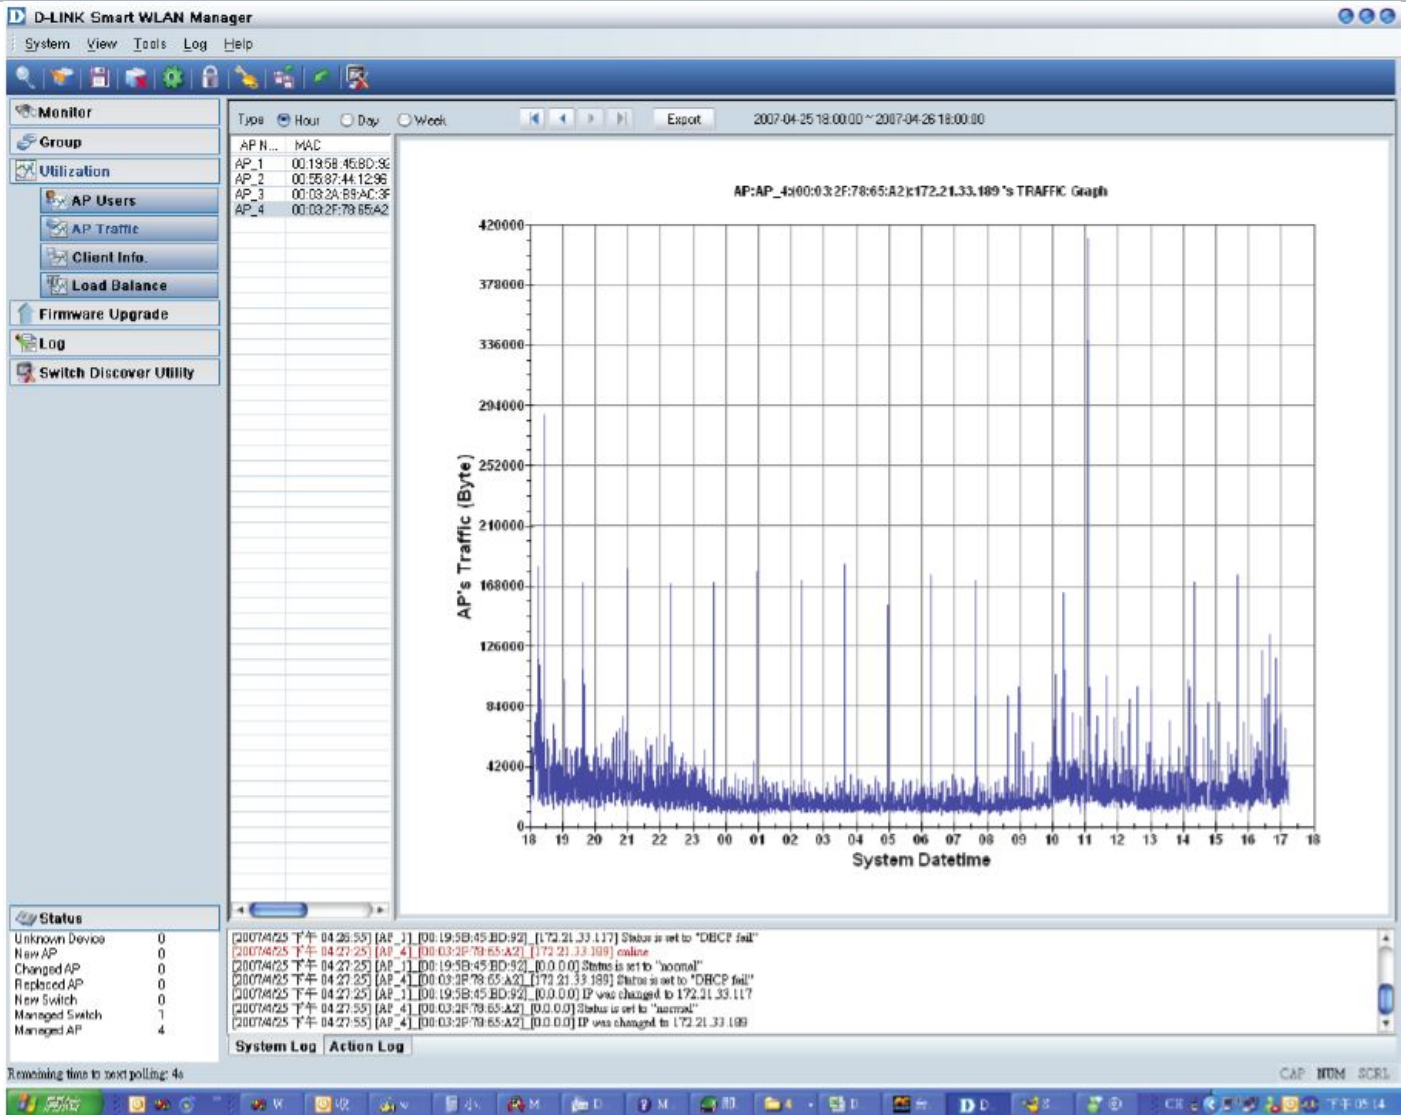 D-LINK Smart WLAN Manager
System View Tools Log Help
Monitor
Group
Utilization
AP Users
AP Traffic
Client Info.
Load Balance
Firmware Upgrade
Log
Switch Discover Utility
Type Hour Day Week Export 2007-04-25 18:00:00 ~ 2007-04-26 18:00:00
AP N... MAC
AP_1 00:19:5B:45:BD:92
AP_2 00:55:87:44:12:96
AP_3 00:03:2A:B9:AC:3F
AP_4 00:03:2F:78:65:A2
AP:AP_4:(00:03:2F:78:65:A2):172.21.33.189 's TRAFFIC Graph
AP's Traffic (Byte)
420000
378000
336000
294000
252000
210000
168000
126000
84000
42000
0
18 19 20 21 22 23 00 01 02 03 04 05 06 07 08 09 10 11 12 13 14 15 16 17 18
System Datetime
Status
Unknown Device 0
New AP 0
Changed AP 0
Replaced AP 0
New Switch 0
Managed Switch 1
Managed AP 4
[2007/4/25 下午 04:26:55] [AP_1]_[00:19:5B:45:BD:92]_[172.21.33.117] Status is set to "DHCP fail"
[2007/4/25 下午 04:27:25] [AP_4]_[00:03:2F:78:65:A2]_[172.21.33.189] online
[2007/4/25 下午 04:27:25] [AP_1]_[00:19:5B:45:BD:92]_[0.0.0.0] Status is set to "normal"
[2007/4/25 下午 04:27:25] [AP_4]_[00:03:2F:78:65:A2]_[172.21.33.189] Status is set to "DHCP fail"
[2007/4/25 下午 04:27:25] [AP_1]_[00:19:5B:45:BD:92]_[0.0.0.0] IP was changed to 172.21.33.117
[2007/4/25 下午 04:27:55] [AP_4]_[00:03:2F:78:65:A2]_[0.0.0.0] Status is set to "normal"
[2007/4/25 下午 04:27:55] [AP_4]_[00:03:2F:78:65:A2]_[0.0.0.0] IP was changed to 172.21.33.189
System Log Action Log
Remaining time to next polling: 4s
CAP NUM SCRL
開始 M D M D D CH 下午 05:14